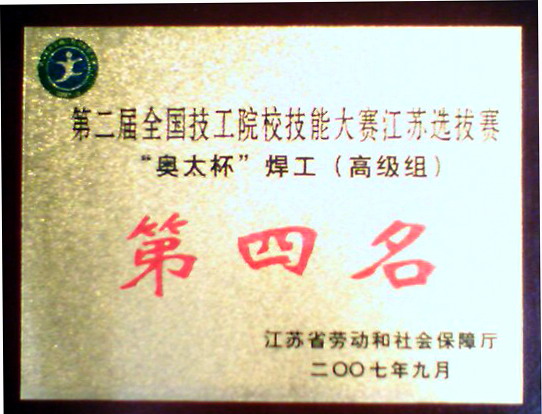 第二届全国技工院校技能大赛江苏选拔赛
“奥太杯”焊工（高级组）
第四名
江苏省劳动和社会保障厅
二〇〇七年九月